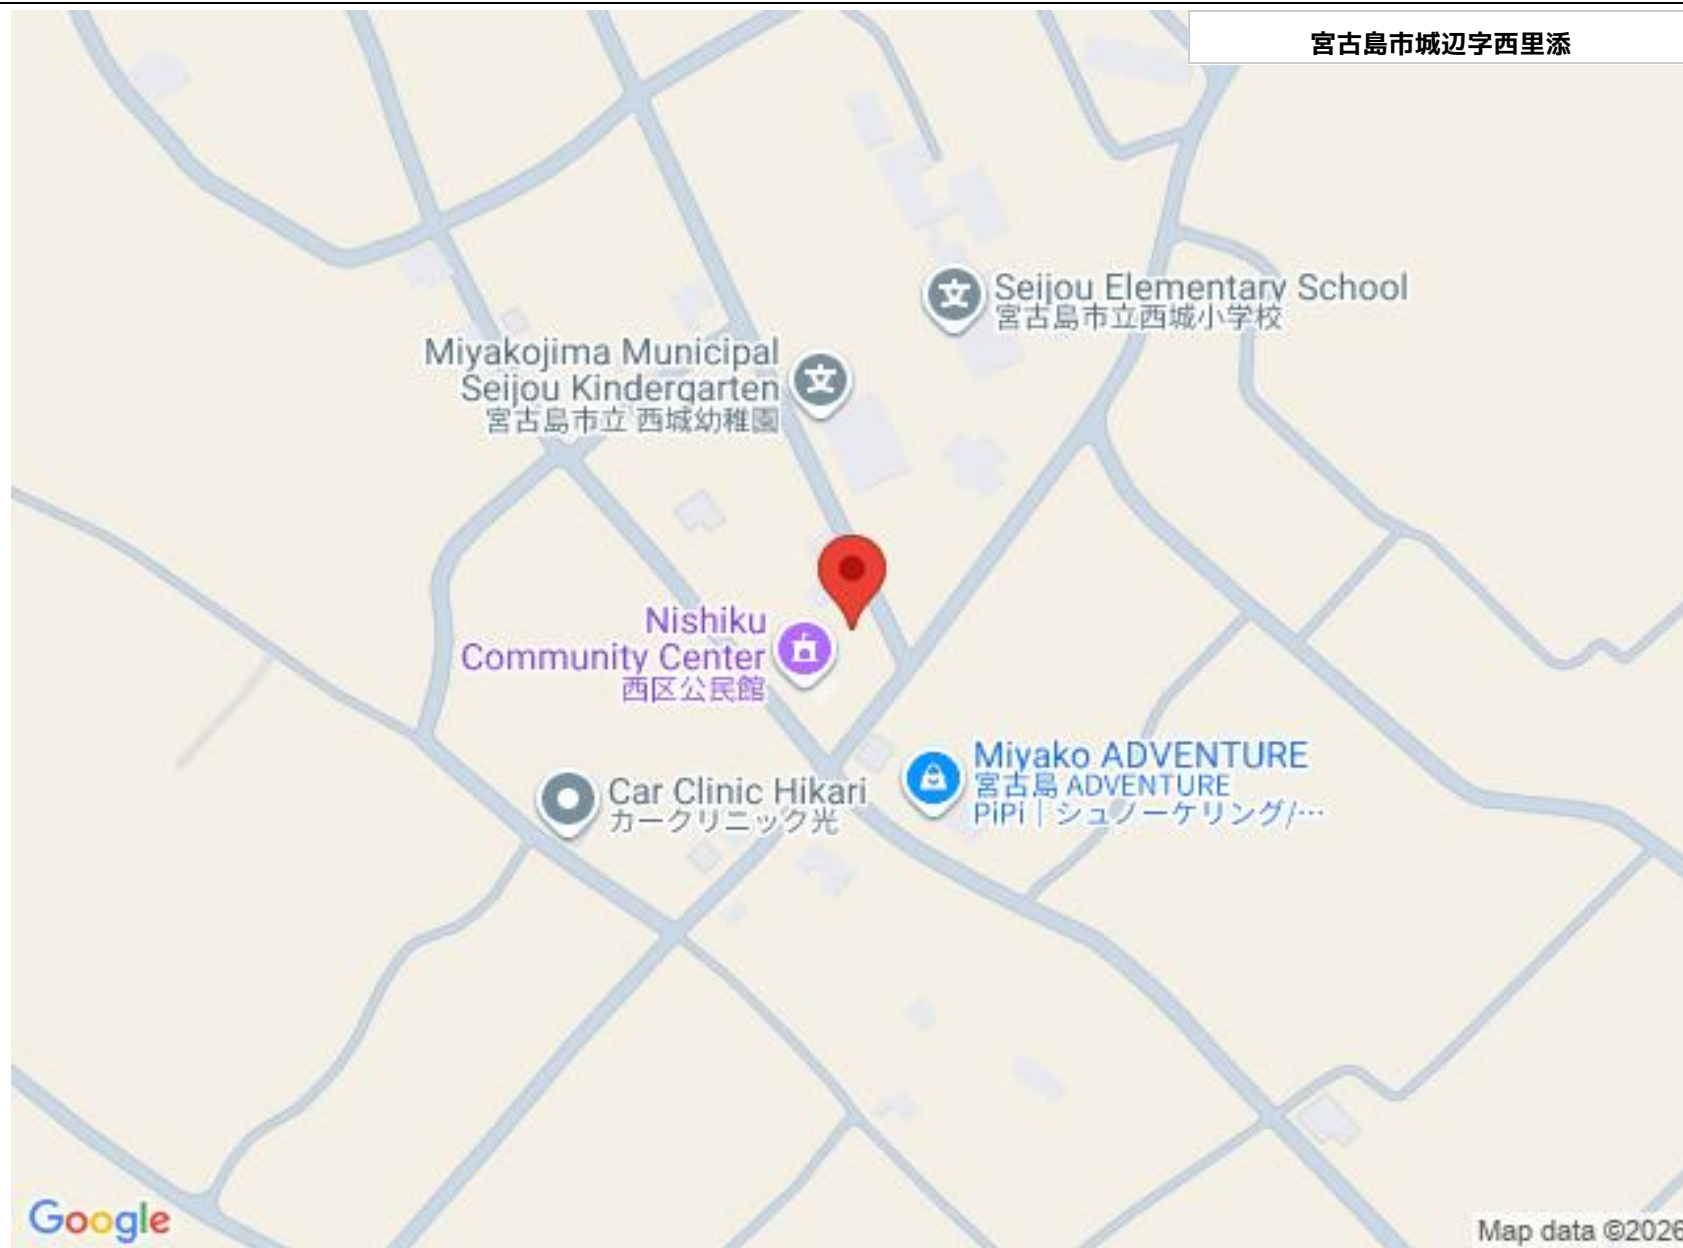 宮古島市城辺字西里添
Seijou Elementary School
宮古島市立西城小学校
Miyakojima Municipal
Seijou Kindergarten
宮古島市立 西城幼稚園
Nishiku
Community Center
西区公民館
Miyako ADVENTURE
宮古島 ADVENTURE
PiPi｜シュノーケリング/…
Car Clinic Hikari
カークリニック光
Google
Map data ©2026